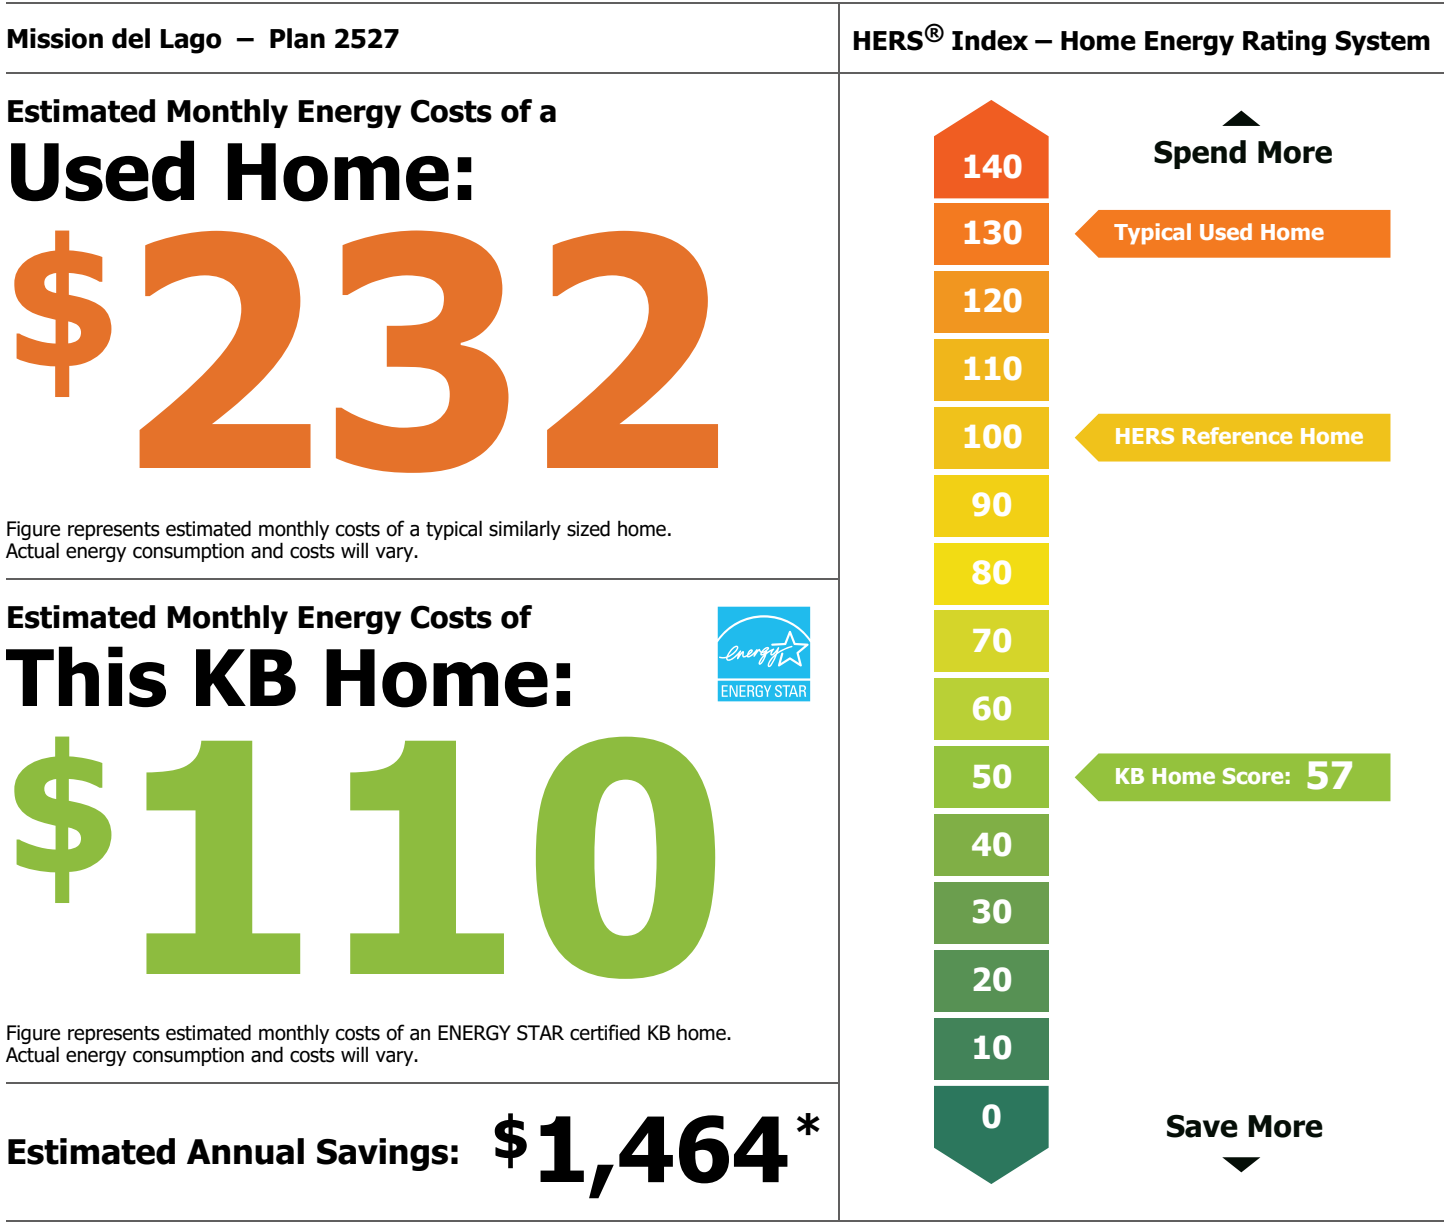 Mission del Lago – Plan 2527
Estimated Monthly Energy Costs of a
Used Home:
$232
Figure represents estimated monthly costs of a typical similarly sized home.
Actual energy consumption and costs will vary.
Estimated Monthly Energy Costs of
This KB Home:
energy
ENERGY STAR
$110
Figure represents estimated monthly costs of an ENERGY STAR certified KB home.
Actual energy consumption and costs will vary.
Estimated Annual Savings: $1,464*
HERS® Index – Home Energy Rating System
Spend More
140
130 Typical Used Home
120
110
100 HERS Reference Home
90
80
70
60
50 KB Home Score: 57
40
30
20
10
0
Save More